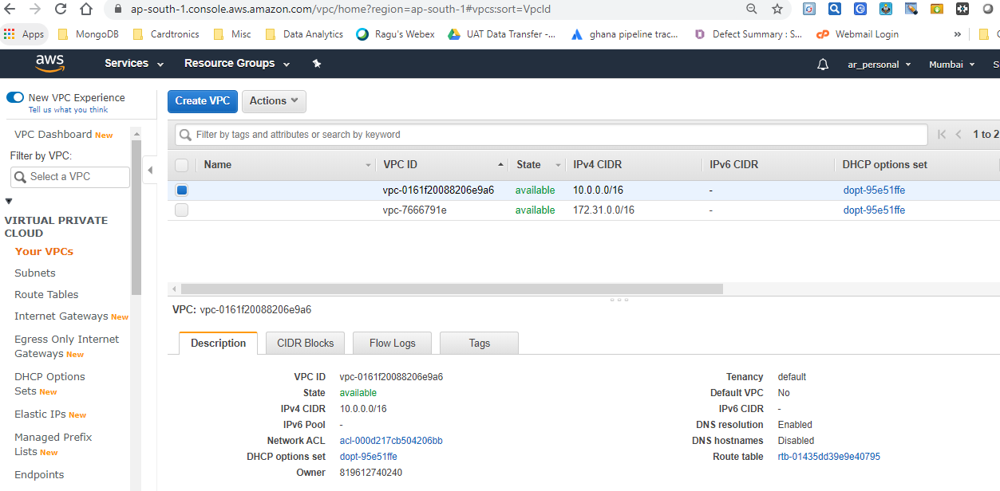 ap-south-1.console.aws.amazon.com/vpc/home?region=ap-south-1#vpcs:sort=VpcId
Apps MongoDB Cardtronics Misc Data Analytics Ragu's Webex UAT Data Transfer -... ghana pipeline trac... Defect Summary : S... cP Webmail Login »
aws Services Resource Groups ar_personal Mumbai S
New VPC Experience
Tell us what you think
Create VPC Actions
VPC Dashboard New
Filter by tags and attributes or search by keyword
1 to 2
Filter by VPC:
Select a VPC
Name VPC ID State IPv4 CIDR IPv6 CIDR DHCP options set
vpc-0161f20088206e9a6 available 10.0.0.0/16 - dopt-95e51ffe
vpc-7666791e available 172.31.0.0/16 - dopt-95e51ffe
VIRTUAL PRIVATE
CLOUD
Your VPCs
Subnets
Route Tables
Internet Gateways New
Egress Only Internet
Gateways New
DHCP Options
Sets New
Elastic IPs New
Managed Prefix
Lists New
Endpoints
VPC: vpc-0161f20088206e9a6
Description CIDR Blocks Flow Logs Tags
VPC ID vpc-0161f20088206e9a6 Tenancy default
State available Default VPC No
IPv4 CIDR 10.0.0.0/16 IPv6 CIDR -
IPv6 Pool - DNS resolution Enabled
Network ACL acl-000d217cb504206bb DNS hostnames Disabled
DHCP options set dopt-95e51ffe Route table rtb-01435dd39e9e40795
Owner 819612740240